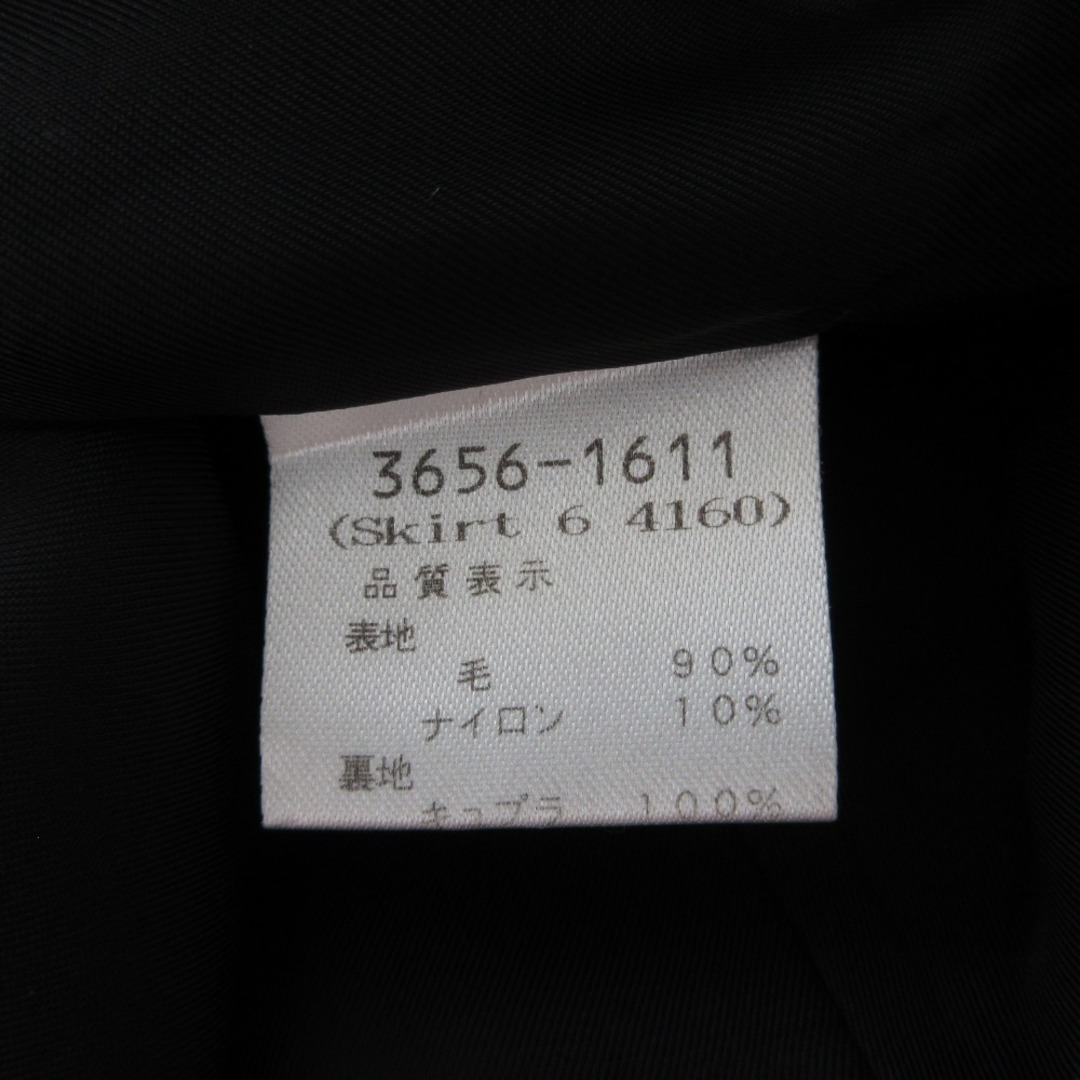 3656-1611
(Skirt 6 4160)
品質表示
表地
毛 90%
ナイロン 10%
裏地
キュプラ 100%